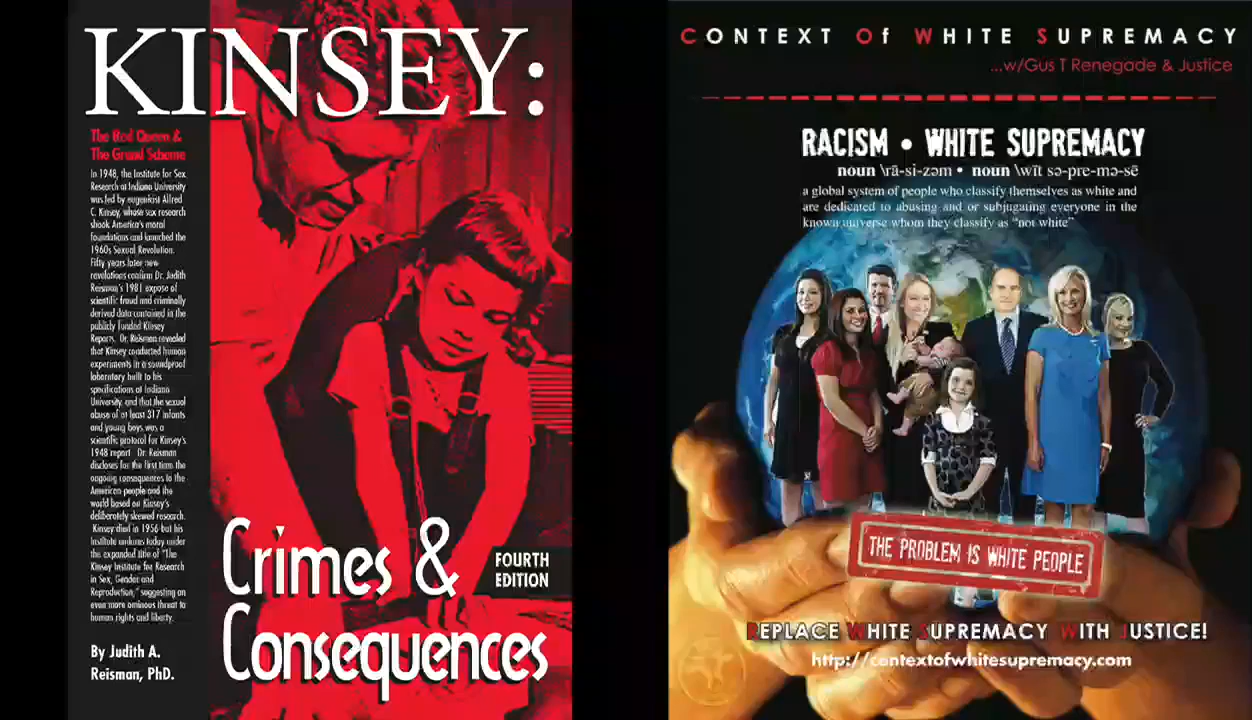 KINSEY:
The Red Queen &
The Grand Scheme
In 1948, the Institute for Sex
Research at Indiana University
was led by eugenicist Alfred
C. Kinsey, whose sex research
shook America's moral
foundations and launched the
1960s Sexual Revolution.
Fifty years later new
revelations confirm Dr. Judith
Reisman's 1981 expose of
scientific fraud and criminally
derived data contained in the
publicly funded Kinsey
Reports. Dr. Reisman revealed
that Kinsey conducted human
experiments in a soundproof
laboratory built to his
specifications at Indiana
University, and that the sexual
abuse of at least 317 infants
and young boys was a
scientific protocol for Kinsey's
1948 report. Dr. Reisman
discloses for the first time the
ongoing consequences to the
American people and the
world based on Kinsey's
deliberately skewed research.
Kinsey died in 1956 but his
Institute endures today under
the expanded title of "The
Kinsey Institute for Research
in Sex, Gender and
Reproduction," suggesting an
even more ominous threat to
human rights and liberty.
By Judith A.
Reisman, PhD.
Crimes &
Consequences
FOURTH
EDITION
CONTEXT Of WHITE SUPREMACY
...w/Gus T Renegade & Justice
RACISM • WHITE SUPREMACY
noun \rā-si-zəm • noun \wīt sə-pre-mə-sē
a global system of people who classify themselves as white and
are dedicated to abusing and or subjugating everyone in the
known universe whom they classify as "not white"
THE PROBLEM IS WHITE PEOPLE
REPLACE WHITE SUPREMACY WITH JUSTICE!
http://contextofwhitesupremacy.com